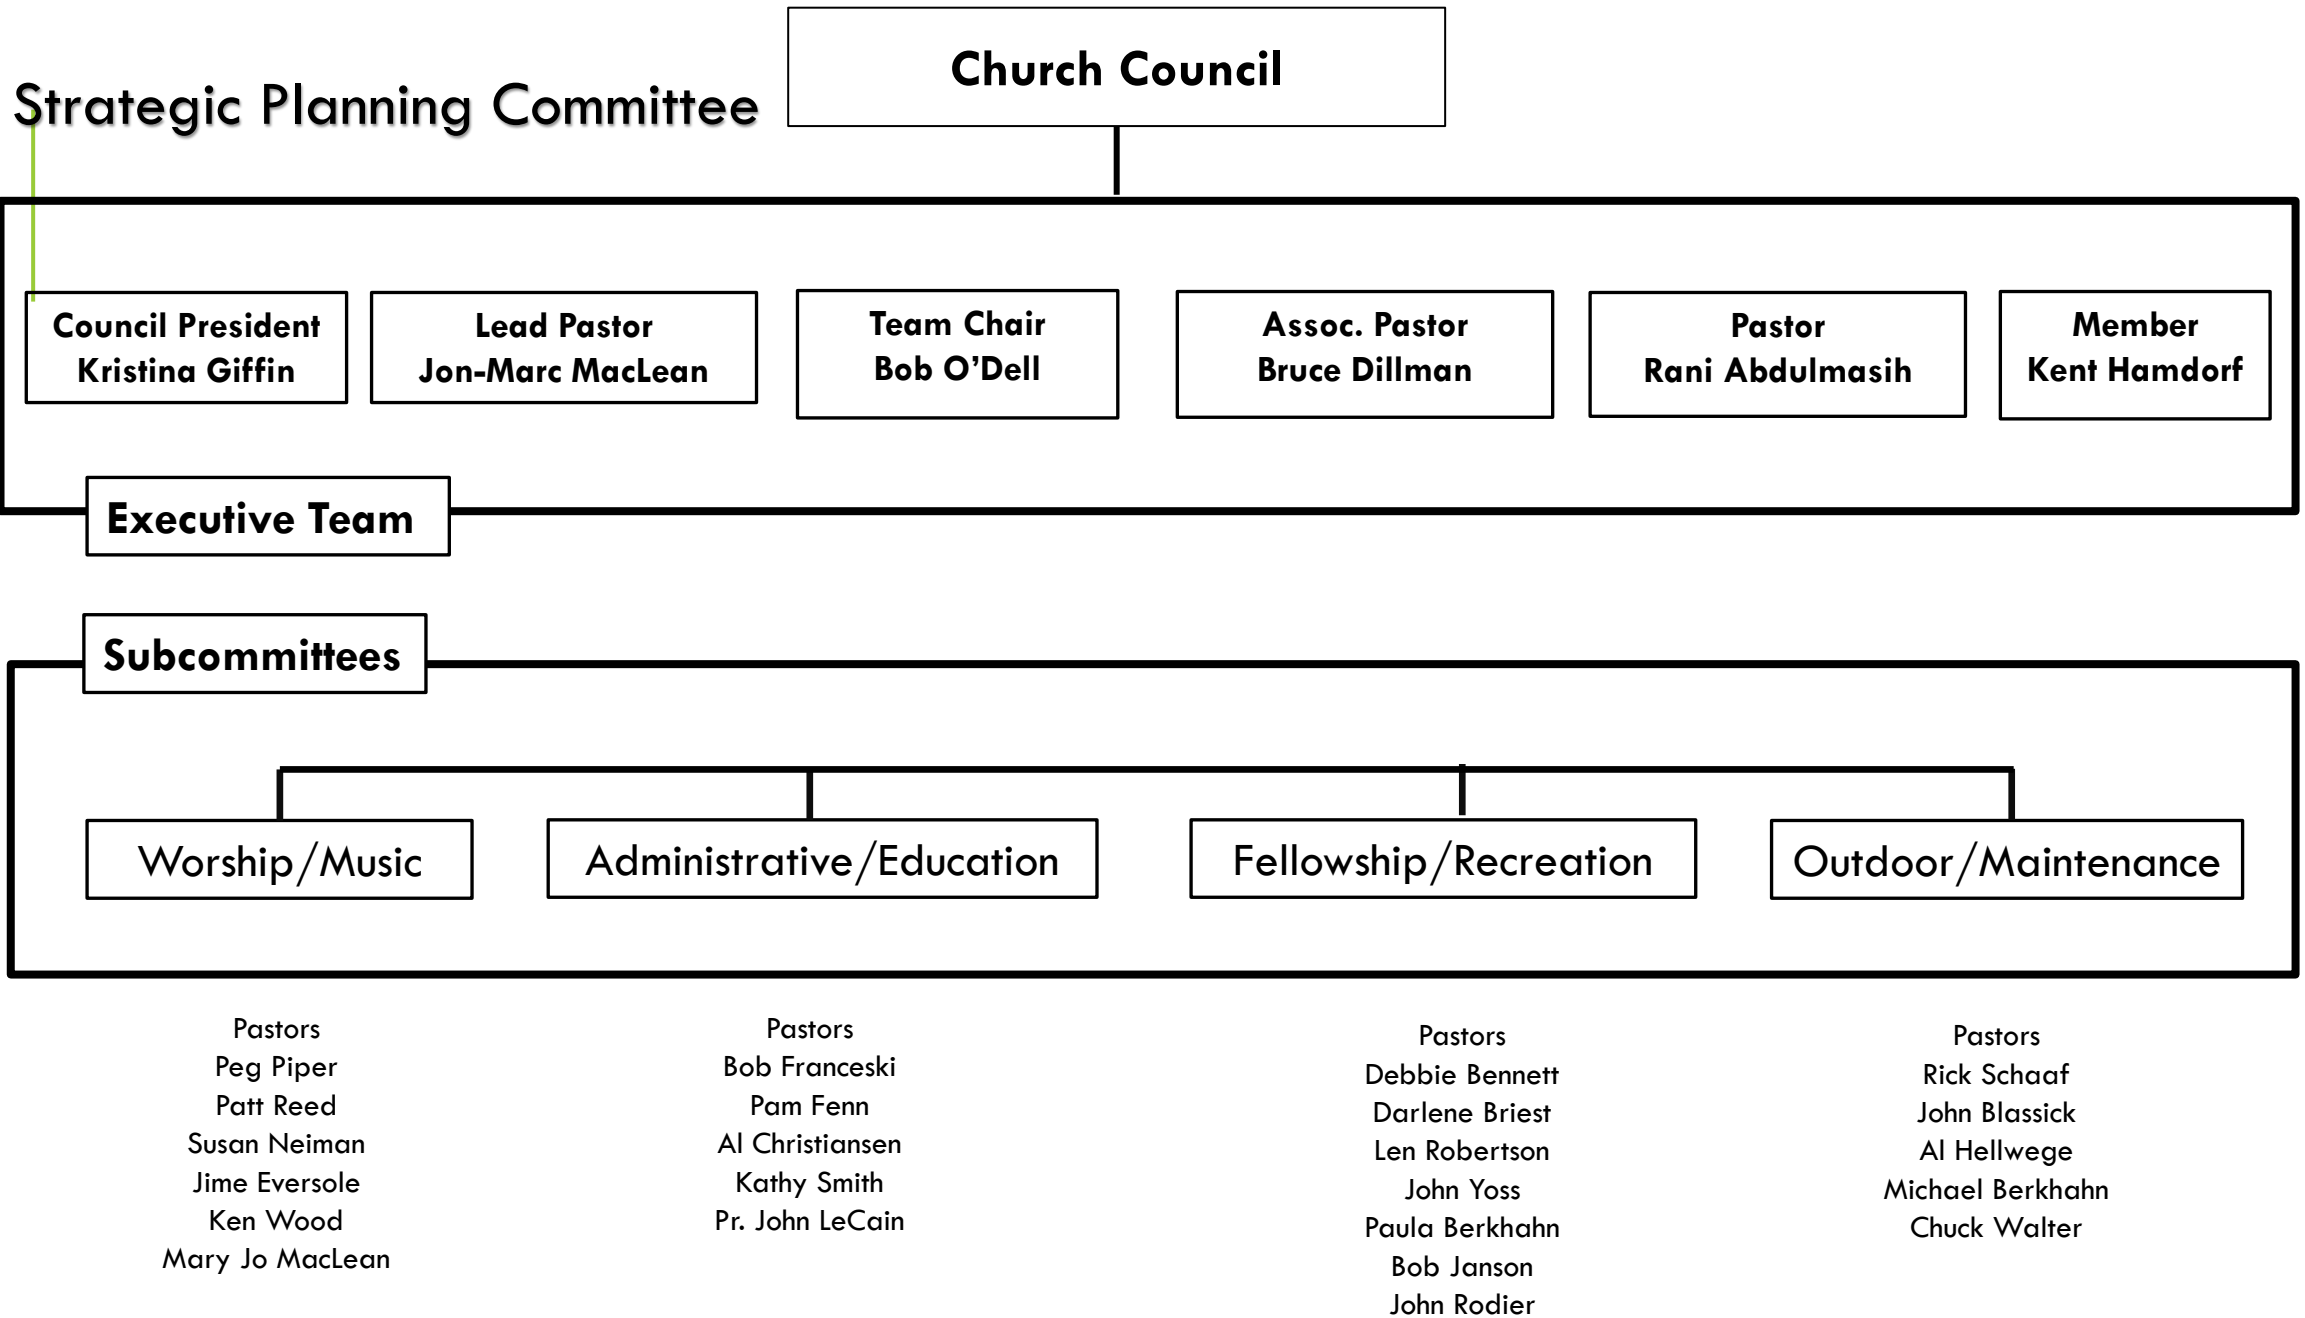 Church Council
Strategic Planning Committee
Council President
Kristina Giffin
Lead Pastor
Jon-Marc MacLean
Team Chair
Bob O’Dell
Assoc. Pastor
Bruce Dillman
Pastor
Rani Abdulmasih
Member
Kent Hamdorf
Executive Team
Subcommittees
Worship/Music
Administrative/Education
Fellowship/Recreation
Outdoor/Maintenance
Pastors
Peg Piper
Patt Reed
Susan Neiman
Jime Eversole
Ken Wood
Mary Jo MacLean
Pastors
Bob Franceski
Pam Fenn
Al Christiansen
Kathy Smith
Pr. John LeCain
Pastors
Debbie Bennett
Darlene Briest
Len Robertson
John Yoss
Paula Berkhahn
Bob Janson
John Rodier
Pastors
Rick Schaaf
John Blassick
Al Hellwege
Michael Berkhahn
Chuck Walter